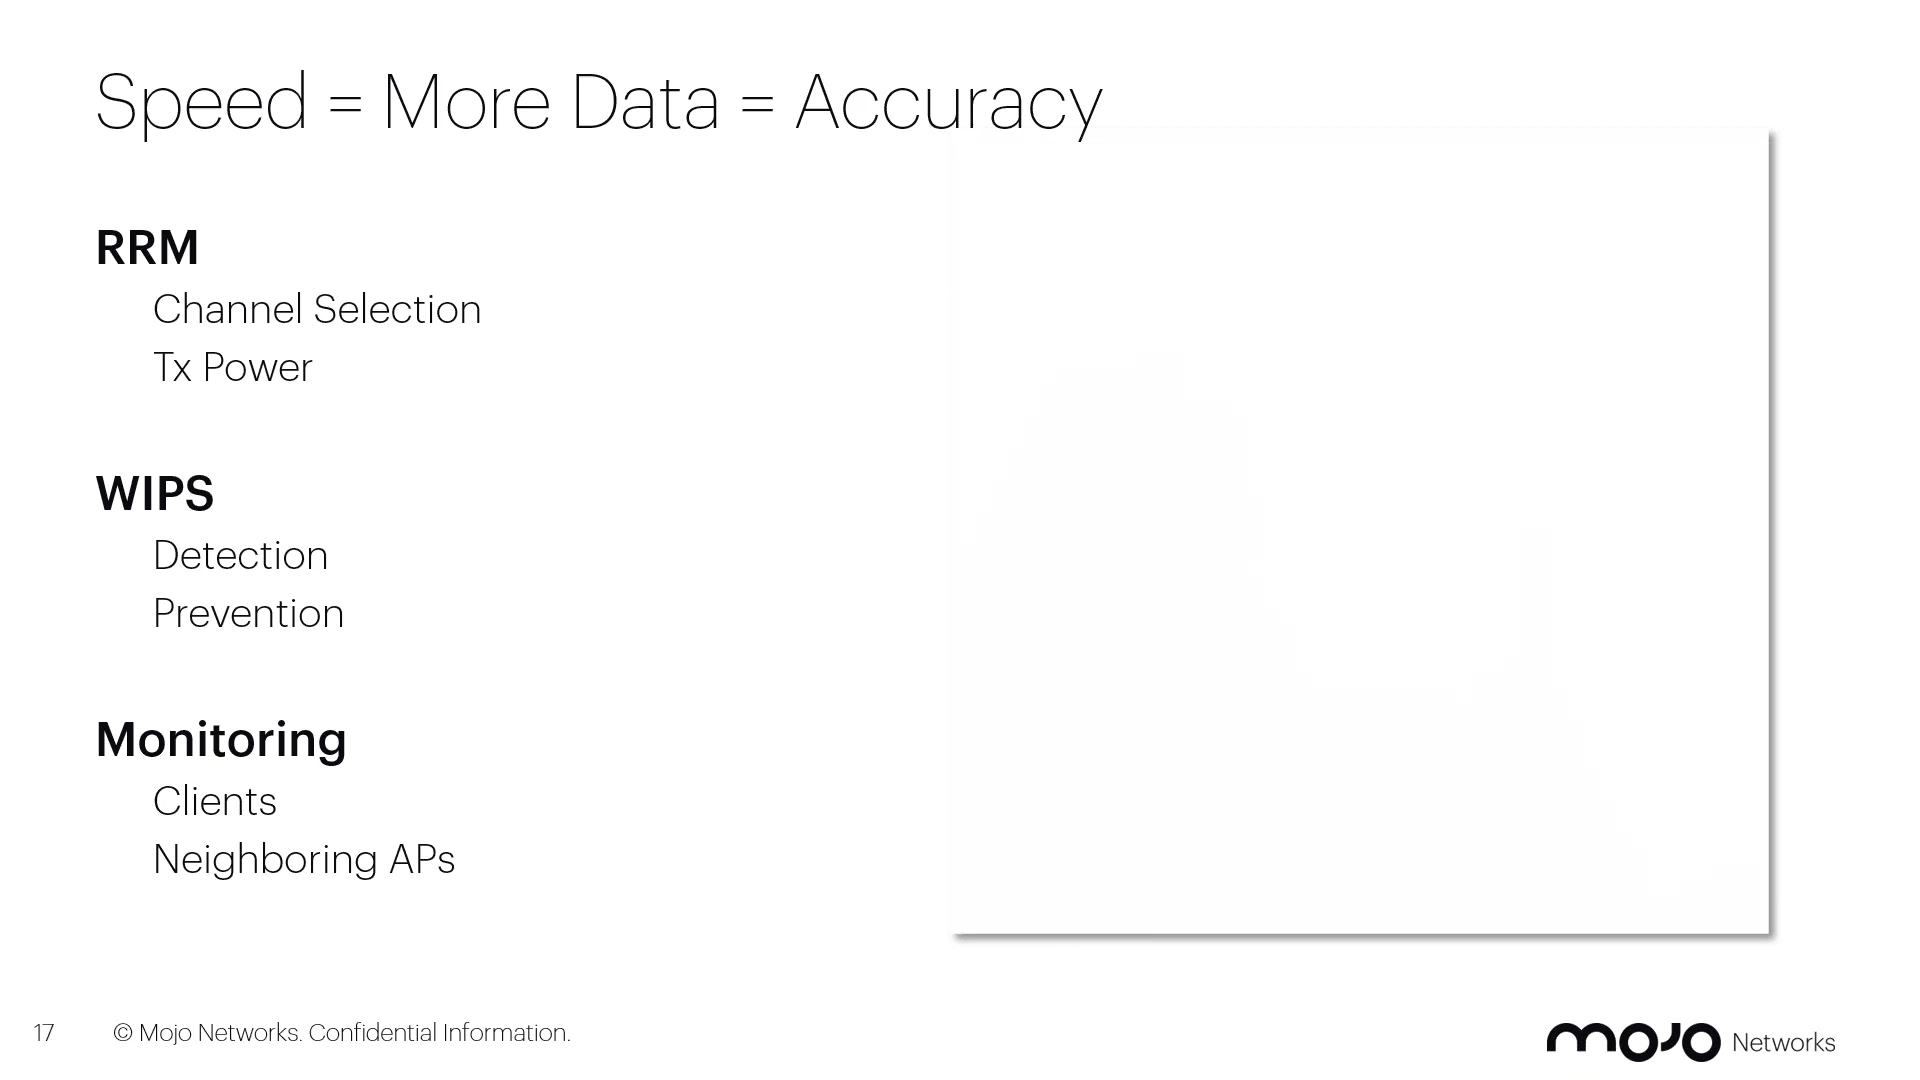 Speed = More Data = Accuracy
RRM
Channel Selection
Tx Power
WIPS
Detection
Prevention
Monitoring
Clients
Neighboring APs
17 © Mojo Networks. Confidential Information.
mojo Networks